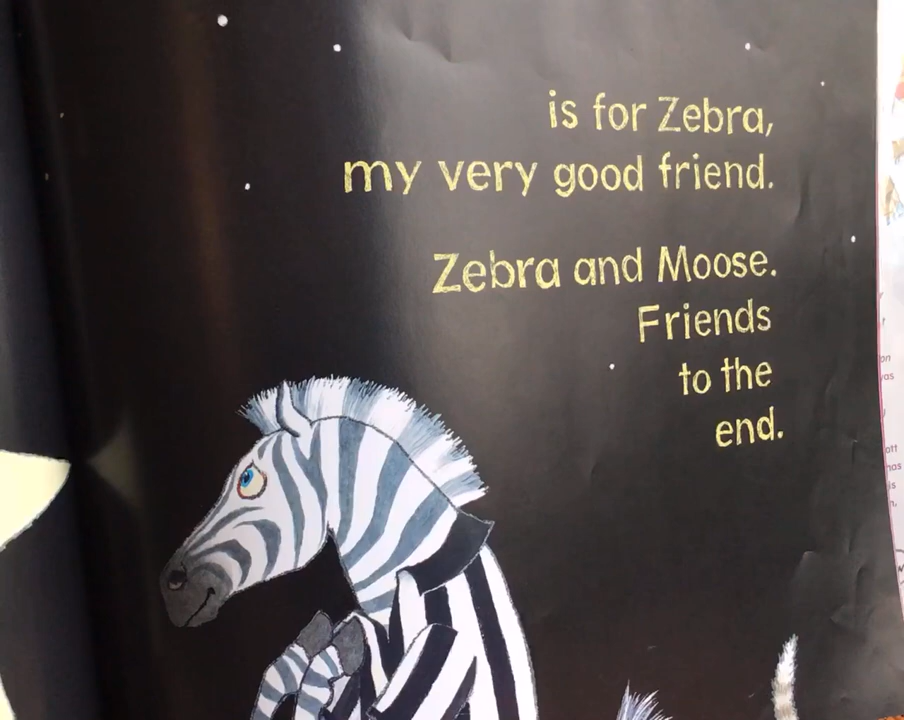 is for Zebra,
my very good friend.
Zebra and Moose.
Friends
to the
end.